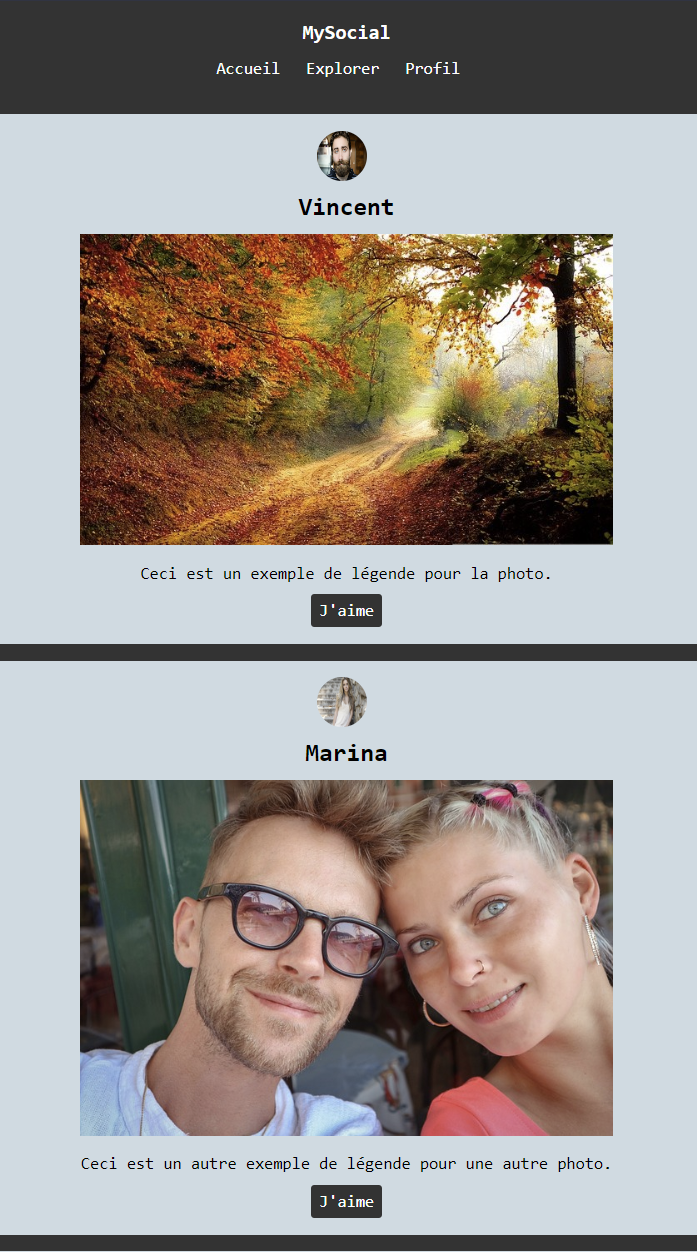 MySocial
Accueil Explorer Profil
Vincent
Ceci est un exemple de légende pour la photo.
J'aime
Marina
Ceci est un autre exemple de légende pour une autre photo.
J'aime